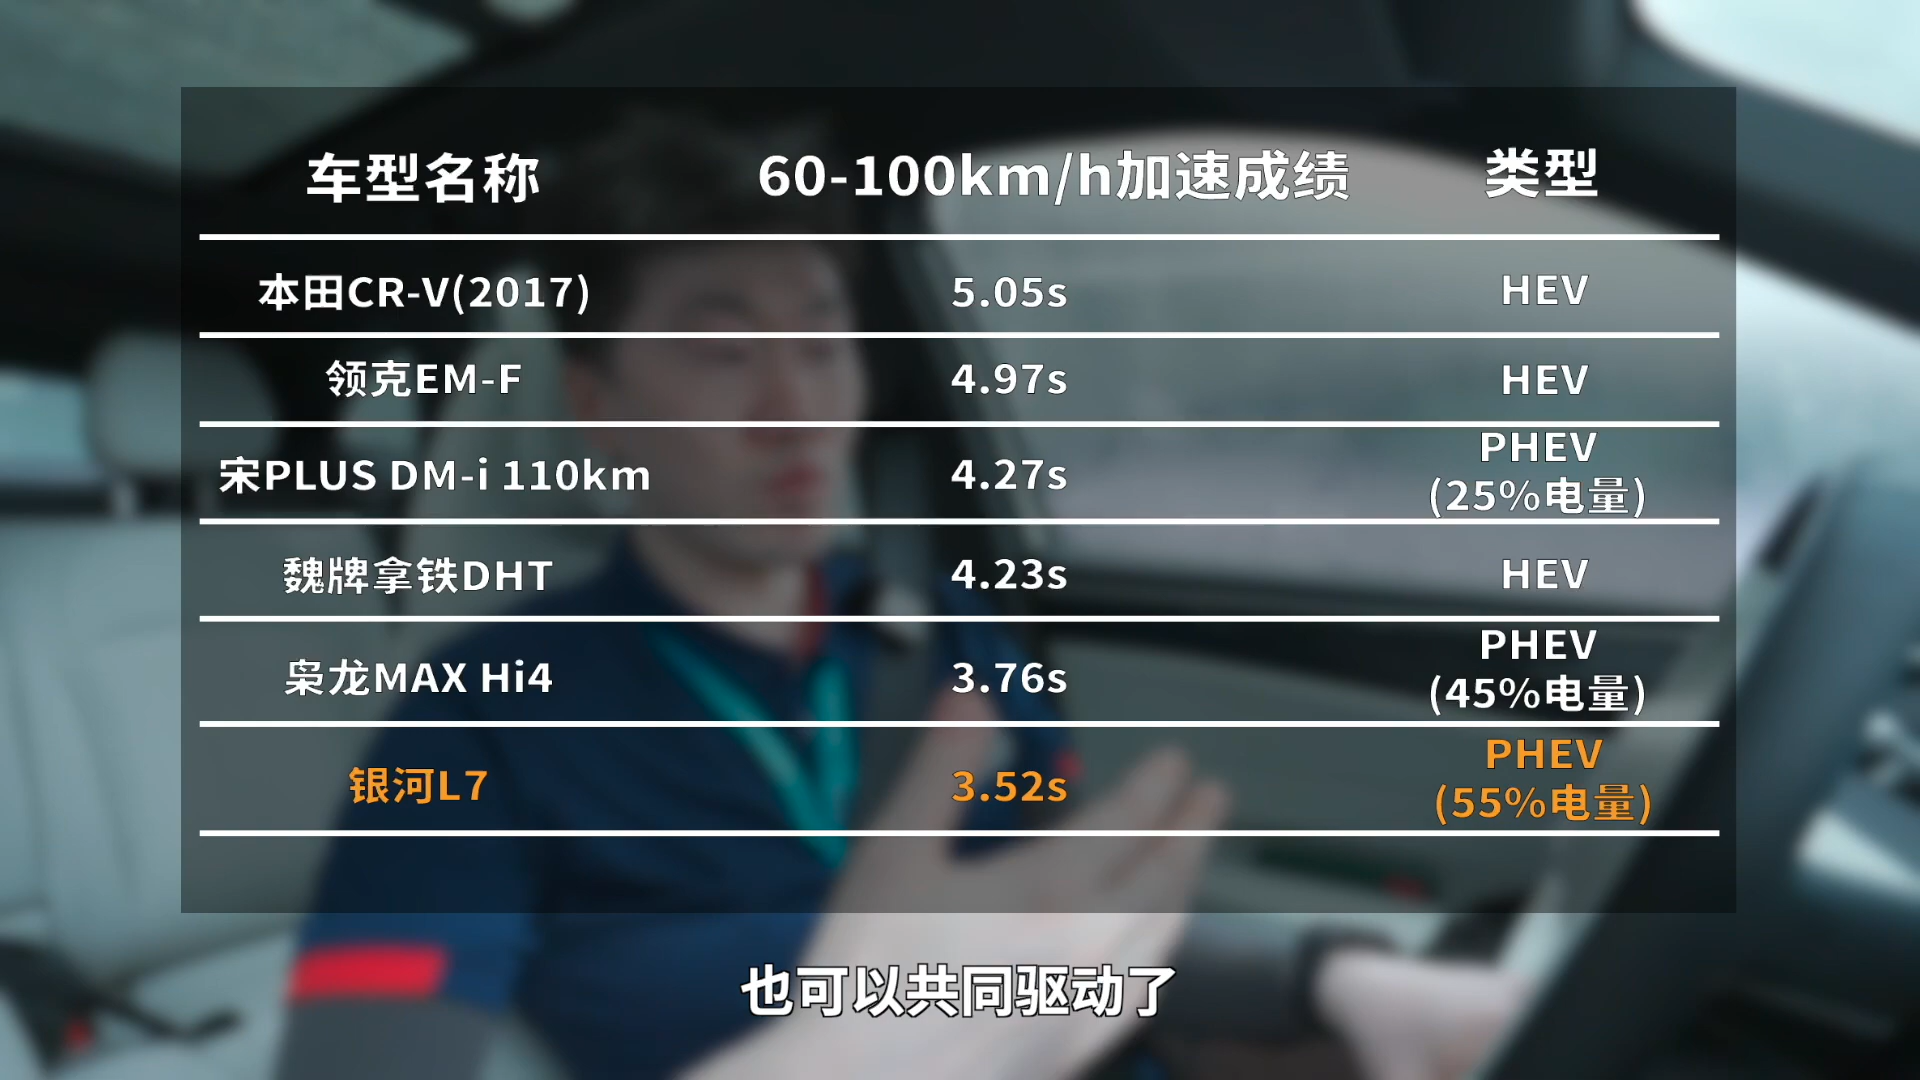 车型名称 60-100km/h加速成绩 类型
本田CR-V(2017) 5.05s HEV
领克EM-F 4.97s HEV
宋PLUS DM-i 110km 4.27s PHEV
(25%电量)
魏牌拿铁DHT 4.23s HEV
枭龙MAX Hi4 3.76s PHEV
(45%电量)
银河L7 3.52s PHEV
(55%电量)
也可以共同驱动了